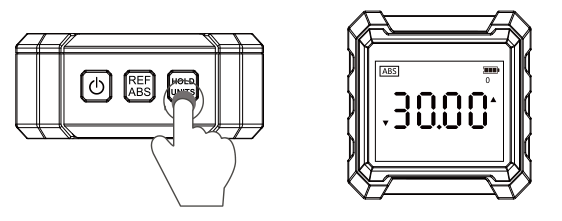 REF
ABS
HOLD
UNITS
ABS
0
30.00